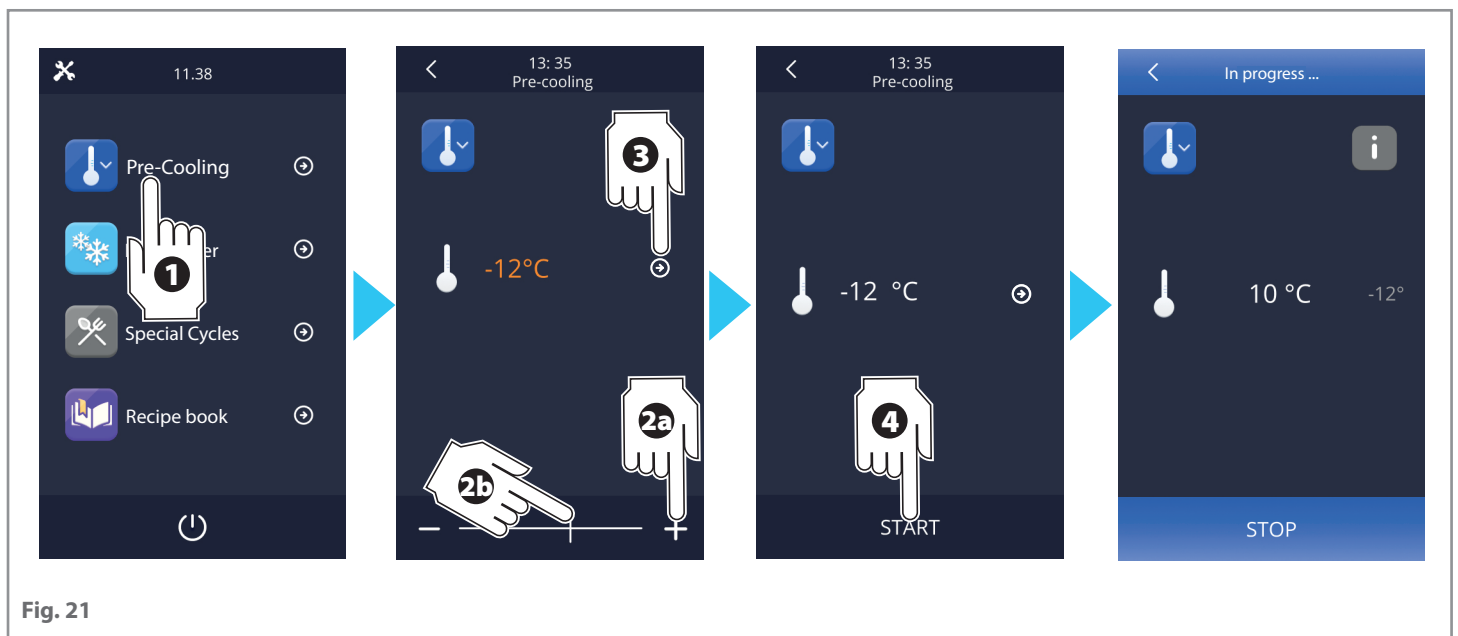 11.38
Pre-Cooling
1
er
Special Cycles
Recipe book
13: 35
Pre-cooling
3
-12°C
2a
2b
− +
13: 35
Pre-cooling
-12 °C
4
START
In progress ...
i
10 °C -12°
STOP
Fig. 21